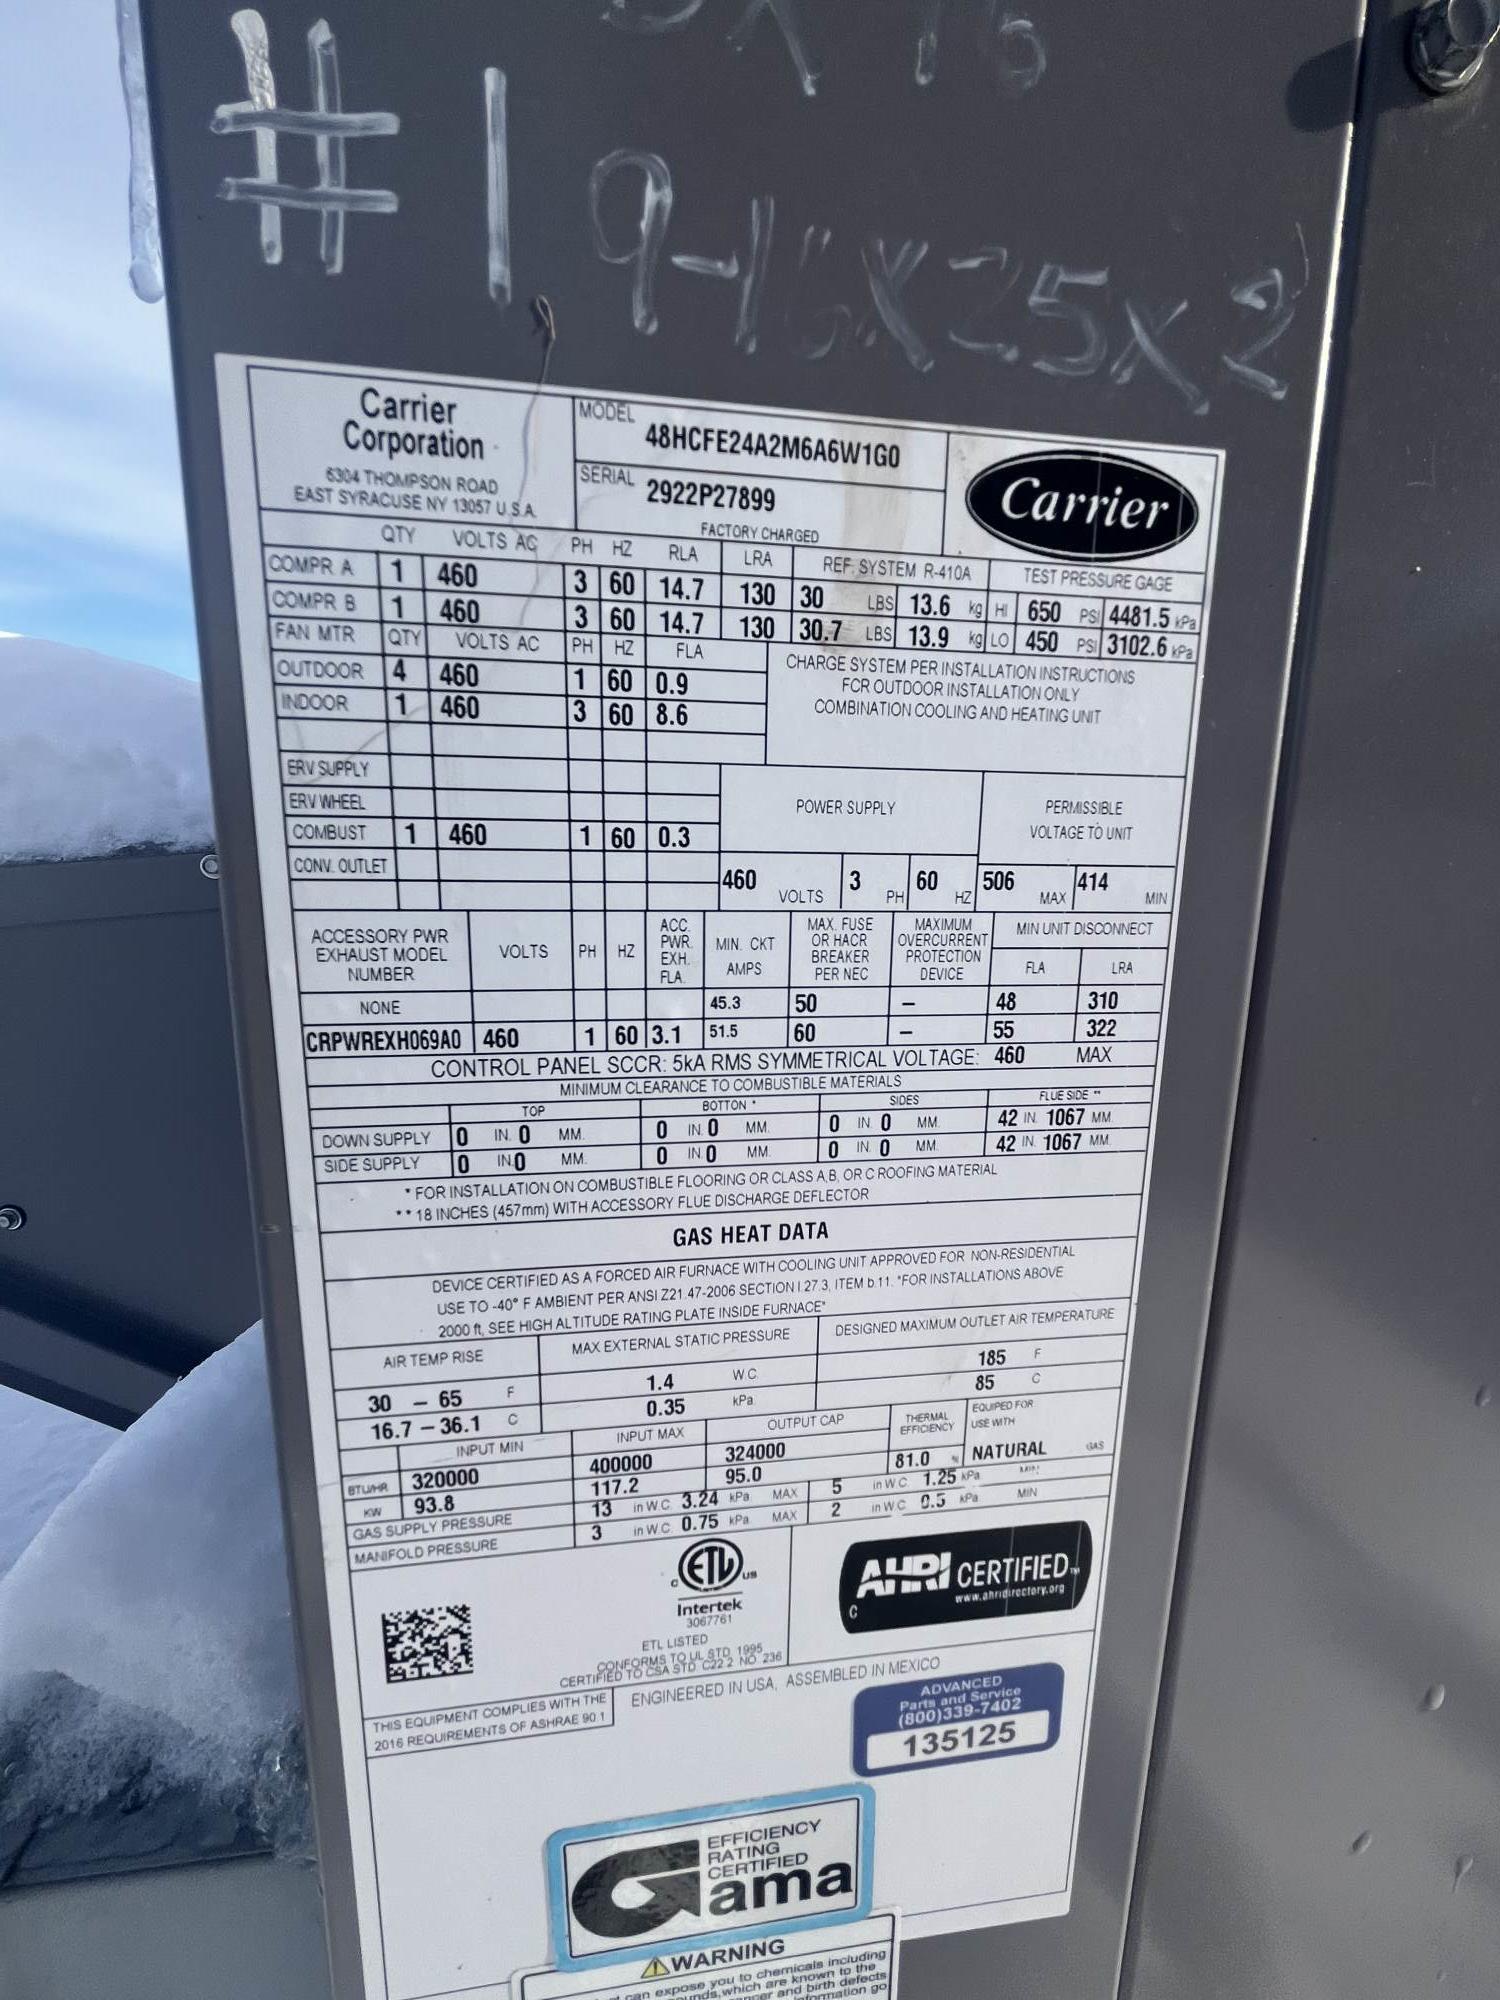 #1 9-16X25X2
Carrier
Corporation
6304 THOMPSON ROAD
EAST SYRACUSE NY 13057 U.S.A.
MODEL 48HCFE24A2M6A6W1G0
SERIAL 2922P27899
Carrier
FACTORY CHARGED
QTY VOLTS AC PH HZ RLA LRA REF. SYSTEM R-410A TEST PRESSURE GAGE
COMPR A 1 460 3 60 14.7 130 30 LBS 13.6 kg HI 650 PSI 4481.5 kPa
COMPR B 1 460 3 60 14.7 130 30.7 LBS 13.9 kg LO 450 PSI 3102.6 kPa
FAN MTR QTY VOLTS AC PH HZ FLA
OUTDOOR 4 460 1 60 0.9
INDOOR 1 460 3 60 8.6
CHARGE SYSTEM PER INSTALLATION INSTRUCTIONS
FOR OUTDOOR INSTALLATION ONLY
COMBINATION COOLING AND HEATING UNIT
ERV SUPPLY
ERV WHEEL
COMBUST 1 460 1 60 0.3
CONV. OUTLET
POWER SUPPLY
PERMISSIBLE
VOLTAGE TO UNIT
460 VOLTS 3 PH 60 HZ 506 MAX 414 MIN
ACCESSORY PWR
EXHAUST MODEL
NUMBER
VOLTS PH HZ
ACC.
PWR.
EXH.
FLA.
MIN. CKT
AMPS
MAX. FUSE
OR HACR
BREAKER
PER NEC
MAXIMUM
OVERCURRENT
PROTECTION
DEVICE
MIN UNIT DISCONNECT
FLA LRA
NONE 45.3 50 – 48 310
CRPWREXH069A0 460 1 60 3.1 51.5 60 – 55 322
CONTROL PANEL SCCR: 5kA RMS SYMMETRICAL VOLTAGE: 460 MAX
MINIMUM CLEARANCE TO COMBUSTIBLE MATERIALS
TOP BOTTON * SIDES FLUE SIDE **
DOWN SUPPLY 0 IN. 0 MM. 0 IN 0 MM. 0 IN 0 MM. 42 IN. 1067 MM.
SIDE SUPPLY 0 IN. 0 MM. 0 IN 0 MM. 0 IN. 0 MM. 42 IN. 1067 MM.
* FOR INSTALLATION ON COMBUSTIBLE FLOORING OR CLASS A,B, OR C ROOFING MATERIAL
** 18 INCHES (457mm) WITH ACCESSORY FLUE DISCHARGE DEFLECTOR
GAS HEAT DATA
DEVICE CERTIFIED AS A FORCED AIR FURNACE WITH COOLING UNIT APPROVED FOR NON-RESIDENTIAL
USE TO -40° F AMBIENT PER ANSI Z21.47-2006 SECTION I.27.3, ITEM b.11. "FOR INSTALLATIONS ABOVE
2000 ft, SEE HIGH ALTITUDE RATING PLATE INSIDE FURNACE"
AIR TEMP RISE MAX EXTERNAL STATIC PRESSURE DESIGNED MAXIMUM OUTLET AIR TEMPERATURE
30 – 65 F 1.4 W.C 185 F
16.7 – 36.1 C 0.35 kPa 85 C
INPUT MIN INPUT MAX OUTPUT CAP
THERMAL
EFFICIENCY
EQUIPED FOR
USE WITH
BTU/HR 320000 400000 324000 81.0 % NATURAL GAS
KW 93.8 117.2 95.0
GAS SUPPLY PRESSURE 13 in W.C. 3.24 kPa MAX 5 in W.C. 1.25 kPa MIN
MANIFOLD PRESSURE 3 in W.C. 0.75 kPa MAX 2 in W.C 0.5 kPa MIN
C ETL US
Intertek
3067761
ETL LISTED
CONFORMS TO UL STD. 1995
CERTIFIED TO CSA STD. C22.2 NO. 236
AHRI CERTIFIED™
www.ahridirectory.org
C
THIS EQUIPMENT COMPLIES WITH THE
2016 REQUIREMENTS OF ASHRAE 90.1
ENGINEERED IN USA, ASSEMBLED IN MEXICO
ADVANCED
Parts and Service
(800)339-7402
135125
EFFICIENCY
RATING
CERTIFIED
Gama
WARNING
can expose you to chemicals including
which are known to the
and birth defects
information go